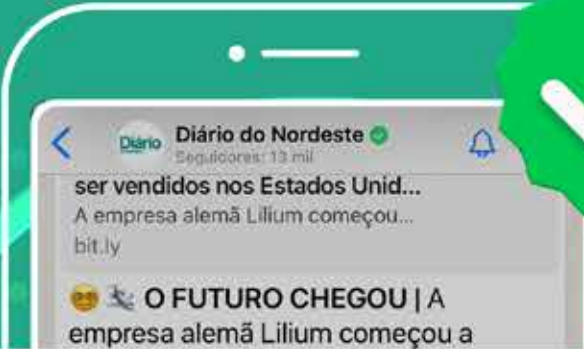 Diário
Diário do Nordeste
Seguidores: 13 mil
ser vendidos nos Estados Unid...
A empresa alemã Lilium começou...
bit.ly
O FUTURO CHEGOU | A
empresa alemã Lilium começou a